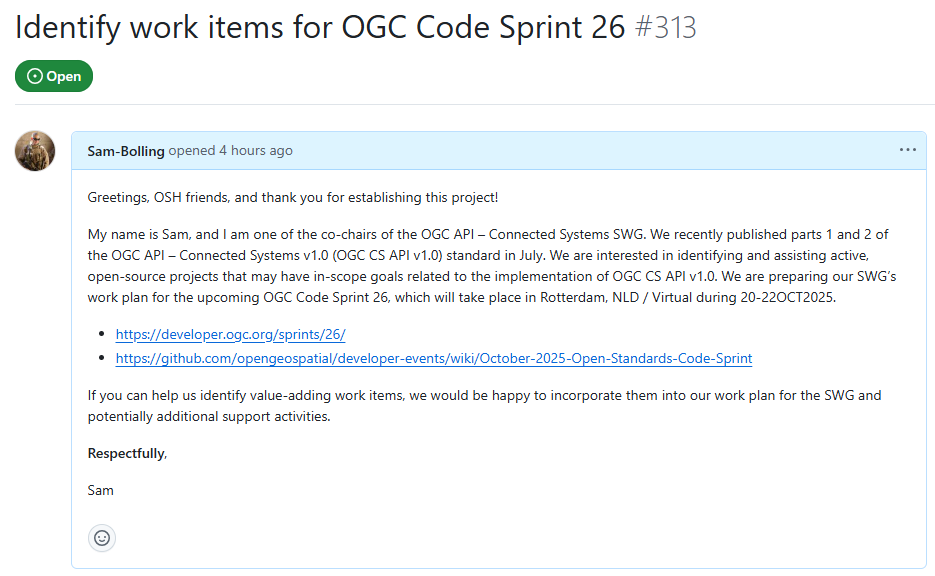 Identify work items for OGC Code Sprint 26 #313
Open
Sam-Bolling opened 4 hours ago
Greetings, OSH friends, and thank you for establishing this project!
My name is Sam, and I am one of the co-chairs of the OGC API – Connected Systems SWG. We recently published parts 1 and 2 of
the OGC API – Connected Systems v1.0 (OGC CS API v1.0) standard in July. We are interested in identifying and assisting active,
open-source projects that may have in-scope goals related to the implementation of OGC CS API v1.0. We are preparing our SWG’s
work plan for the upcoming OGC Code Sprint 26, which will take place in Rotterdam, NLD / Virtual during 20-22OCT2025.
• https://developer.ogc.org/sprints/26/
• https://github.com/opengeospatial/developer-events/wiki/October-2025-Open-Standards-Code-Sprint
If you can help us identify value-adding work items, we would be happy to incorporate them into our work plan for the SWG and
potentially additional support activities.
Respectfully,
Sam